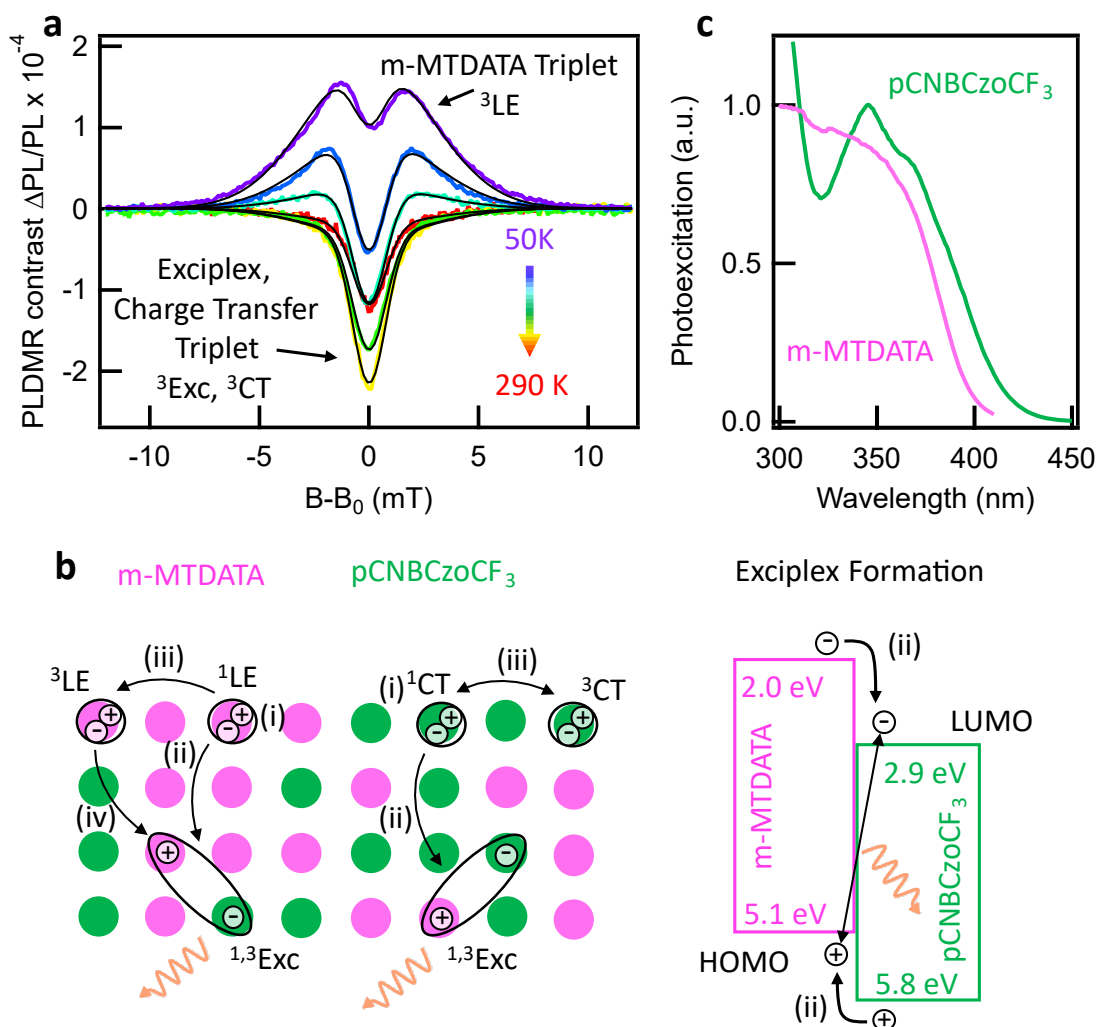 a
PLDMR contrast ΔPL/PL x 10⁻⁴
2
1
0
-1
-2
m-MTDATA Triplet
³LE
50K
290 K
Exciplex,
Charge Transfer
Triplet
³Exc, ³CT
-10
-5
0
5
10
B-B₀ (mT)
c
Photoexcitation (a.u.)
1.0
0.5
0.0
pCNBCzoCF₃
m-MTDATA
300
350
400
450
Wavelength (nm)
b
m-MTDATA
pCNBCzoCF₃
³LE
(iii)
¹LE
(i)
(ii)
(iv)
+
-
+
-
+
-
¹,³Exc
(i)
¹CT
(iii)
³CT
(ii)
+
-
+
-
-
+
¹,³Exc
Exciplex Formation
-
(ii)
2.0 eV
-
LUMO
2.9 eV
m-MTDATA
pCNBCzoCF₃
5.1 eV
HOMO
+
5.8 eV
(ii)
+